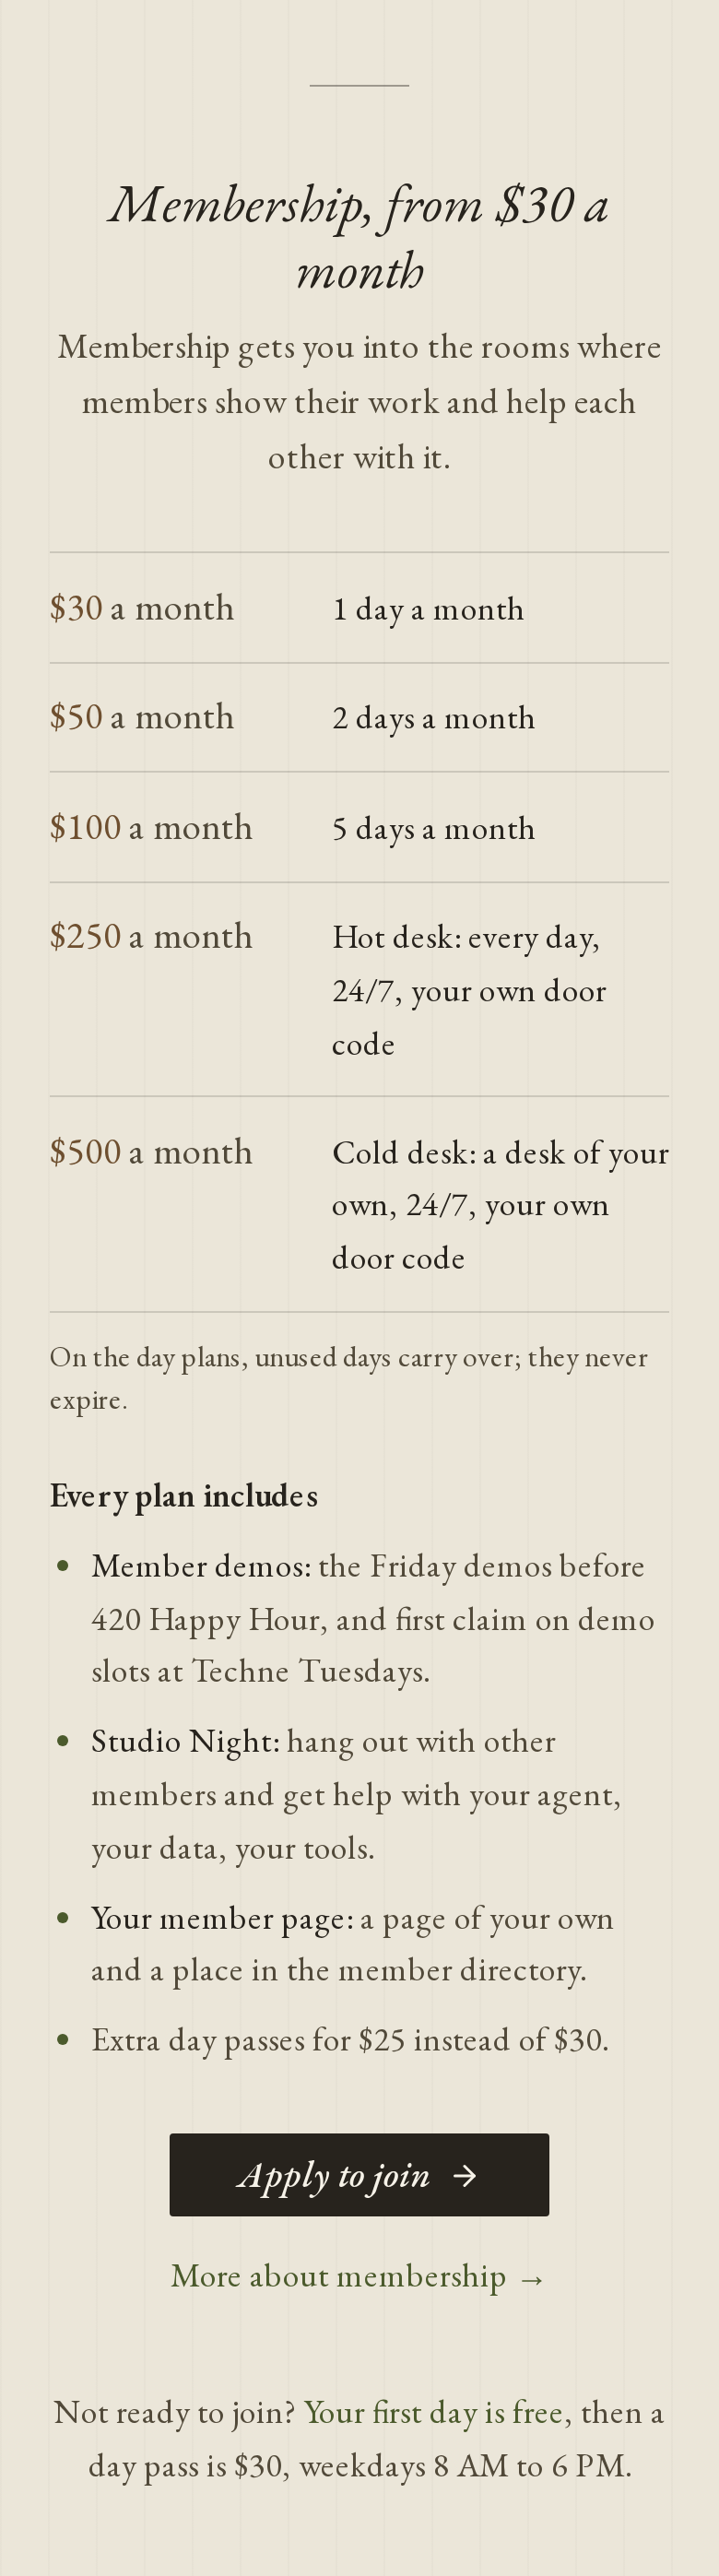 Membership, from $30 a
month
Membership gets you into the rooms where
members show their work and help each
other with it.
$30 a month 1 day a month
$50 a month 2 days a month
$100 a month 5 days a month
$250 a month Hot desk: every day,
24/7, your own door
code
$500 a month Cold desk: a desk of your
own, 24/7, your own
door code
On the day plans, unused days carry over; they never
expire.
Every plan includes
• Member demos: the Friday demos before
420 Happy Hour, and first claim on demo
slots at Techne Tuesdays.
• Studio Night: hang out with other
members and get help with your agent,
your data, your tools.
• Your member page: a page of your own
and a place in the member directory.
• Extra day passes for $25 instead of $30.
Apply to join →
More about membership →
Not ready to join? Your first day is free, then a
day pass is $30, weekdays 8 AM to 6 PM.